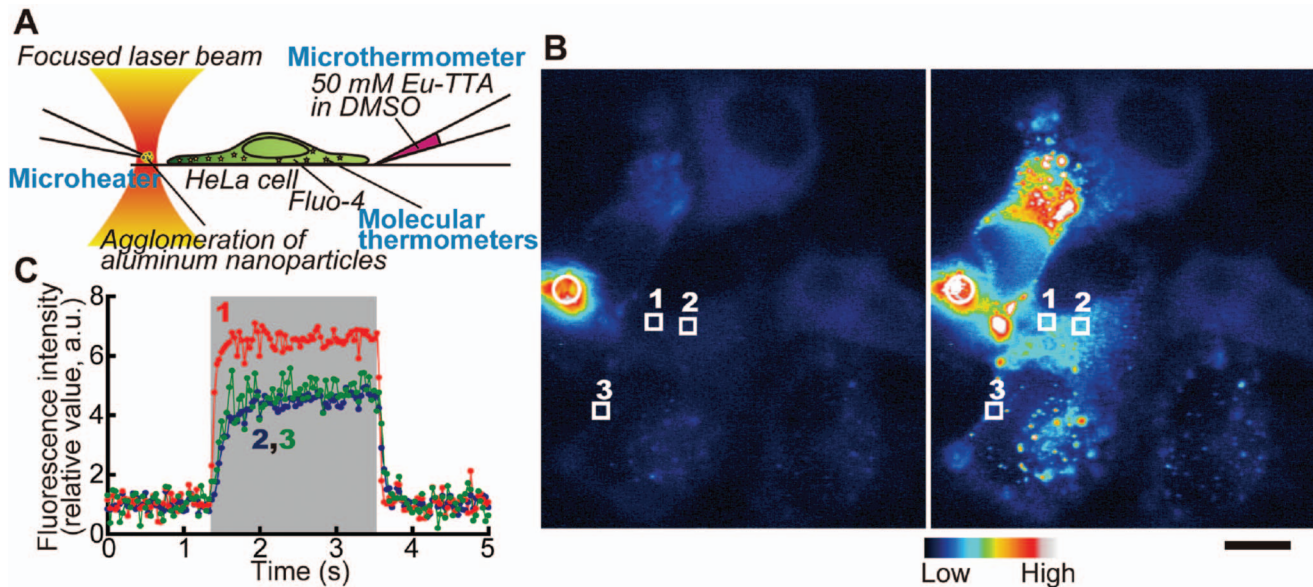 A
Focused laser beam
Microthermometer
50 mM Eu-TTA
in DMSO
Microheater
HeLa cell
Fluo-4
Molecular
thermometers
Agglomeration of
aluminum nanoparticles
B
1
2
3
1
2
3
Low
High
C
Fluorescence intensity
(relative value, a.u.)
8
6
4
2
0
1
2,3
0
1
2
3
4
5
Time (s)